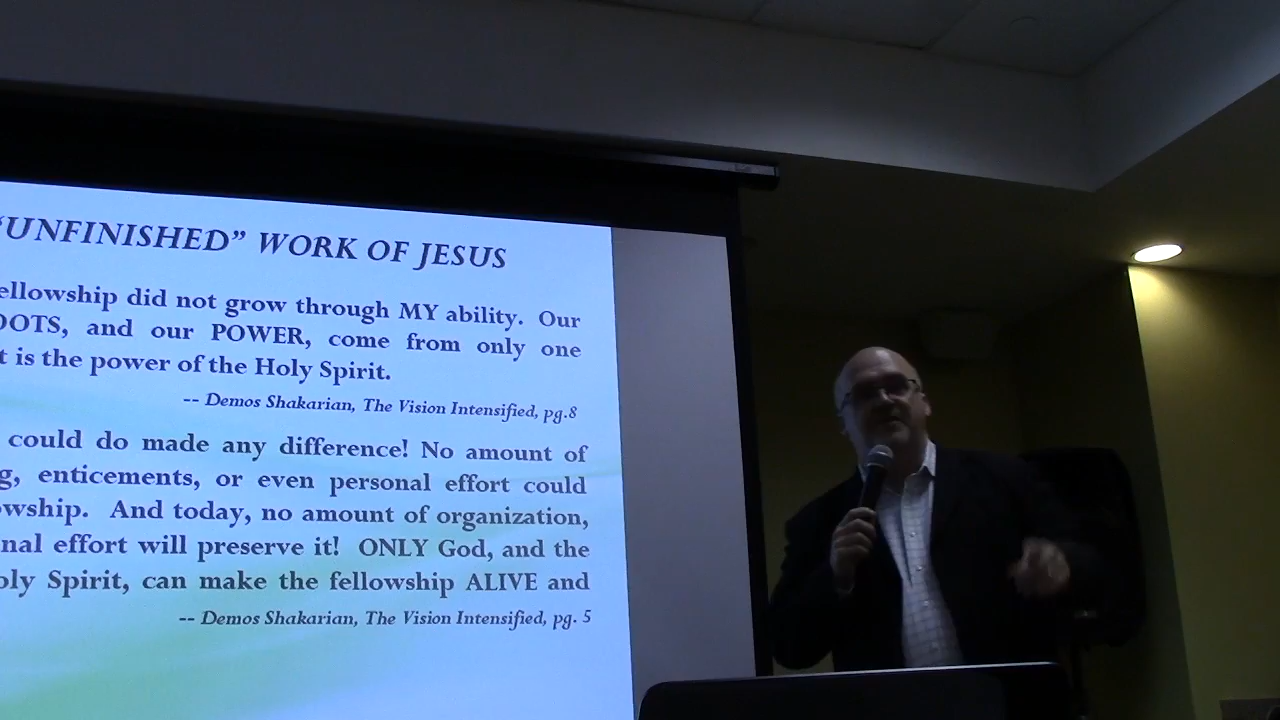 "UNFINISHED" WORK OF JESUS
ellowship did not grow through MY ability. Our
OOTS, and our POWER, come from only one
t is the power of the Holy Spirit.
-- Demos Shakarian, The Vision Intensified, pg.8
could do made any difference! No amount of
g, enticements, or even personal effort could
wship. And today, no amount of organization,
nal effort will preserve it! ONLY God, and the
oly Spirit, can make the fellowship ALIVE and
-- Demos Shakarian, The Vision Intensified, pg. 5